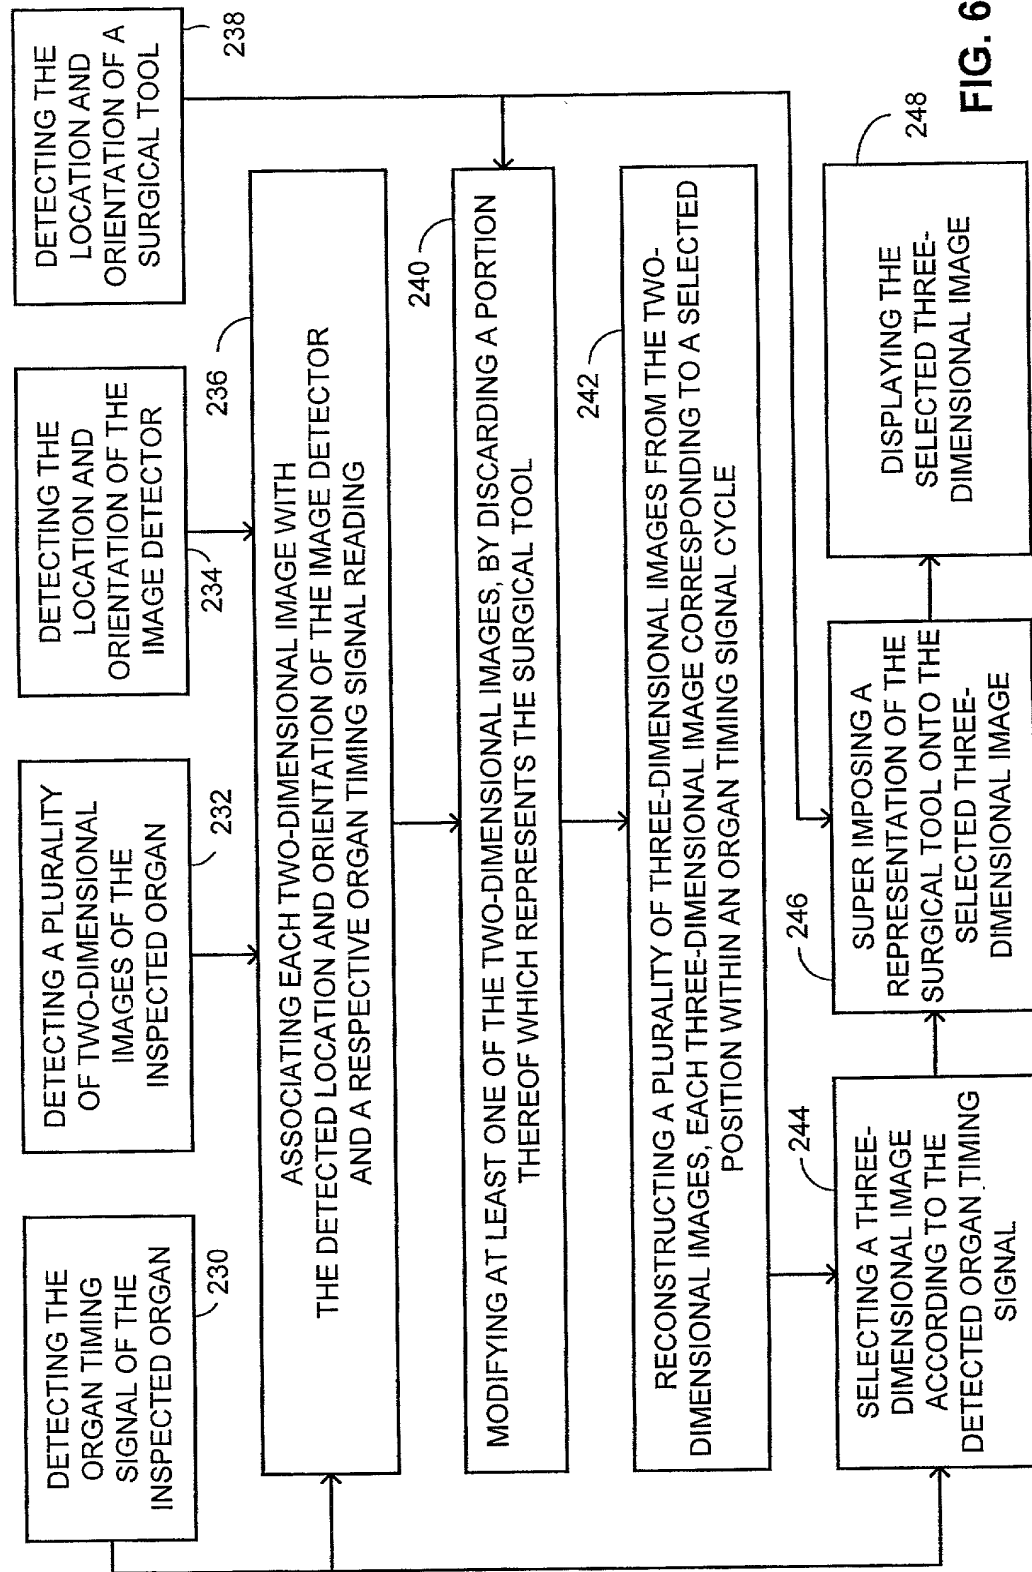 DETECTING THE
ORGAN TIMING
SIGNAL OF THE
INSPECTED ORGAN
230
DETECTING A PLURALITY
OF TWO-DIMENSIONAL
IMAGES OF THE
INSPECTED ORGAN
232
DETECTING THE
LOCATION AND
ORIENTATION OF THE
IMAGE DETECTOR
234
DETECTING THE
LOCATION AND
ORIENTATION OF A
SURGICAL TOOL
238
236
ASSOCIATING EACH TWO-DIMENSIONAL IMAGE WITH
THE DETECTED LOCATION AND ORIENTATION OF THE IMAGE DETECTOR
AND A RESPECTIVE ORGAN TIMING SIGNAL READING
240
MODIFYING AT LEAST ONE OF THE TWO-DIMENSIONAL IMAGES, BY DISCARDING A PORTION
THEREOF WHICH REPRESENTS THE SURGICAL TOOL
242
RECONSTRUCTING A PLURALITY OF THREE-DIMENSIONAL IMAGES FROM THE TWO-
DIMENSIONAL IMAGES, EACH THREE-DIMENSIONAL IMAGE CORRESPONDING TO A SELECTED
POSITION WITHIN AN ORGAN TIMING SIGNAL CYCLE
244
SELECTING A THREE-
DIMENSIONAL IMAGE
ACCORDING TO THE
DETECTED ORGAN TIMING
SIGNAL
246
SUPER IMPOSING A
REPRESENTATION OF THE
SURGICAL TOOL ONTO THE
SELECTED THREE-
DIMENSIONAL IMAGE
248
DISPLAYING THE
SELECTED THREE-
DIMENSIONAL IMAGE
FIG. 6